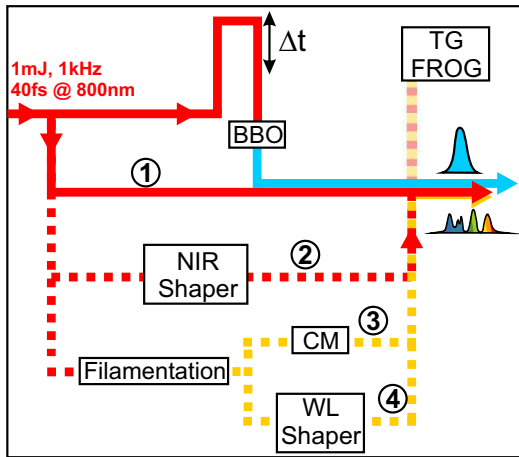 1mJ, 1kHz
40fs @ 800nm
Δt
TG
FROG
BBO
①
NIR
Shaper
②
③
Filamentation
CM
④
WL
Shaper